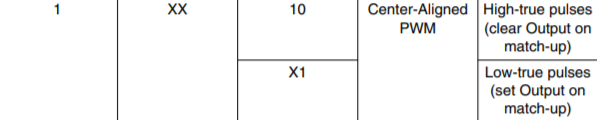 1 XX 10 Center-Aligned High-true pulses
PWM (clear Output on
match-up)
X1 Low-true pulses
(set Output on
match-up)